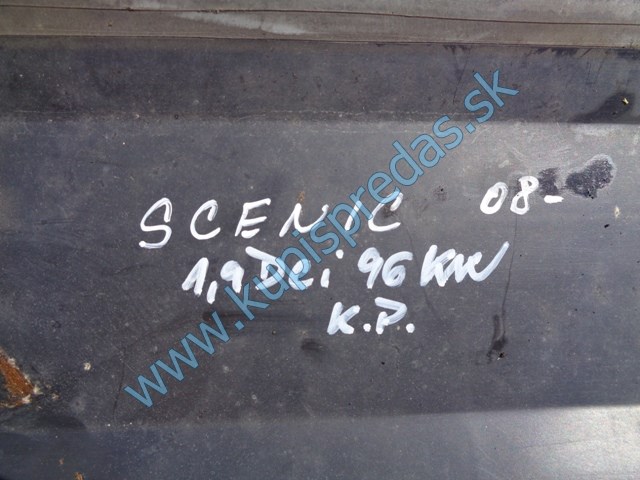 SCENIC 08-
1,9 DCi 96 KW
K.P.
www.kupispredas.sk